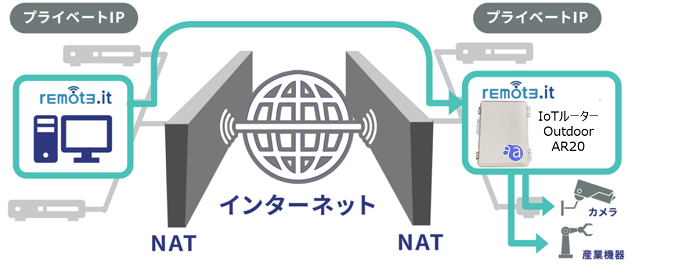 プライベートIP
プライベートIP
remote.it
remote.it
IoTルーター
Outdoor
AR20
a
インターネット
NAT
NAT
カメラ
産業機器